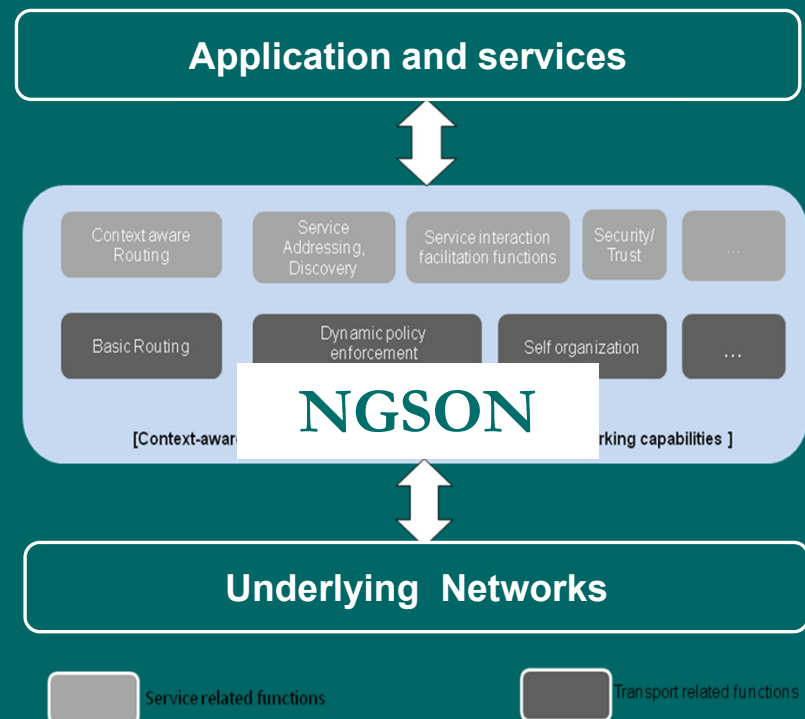 Application and services
Context aware
Routing
Service
Addressing,
Discovery
Service interaction
facilitation functions
Security/
Trust
...
Basic Routing
Dynamic policy
enforcement
Self organization
...
NGSON
[Context-aware
rking capabilities ]
Underlying Networks
Service related functions
Transport related functions